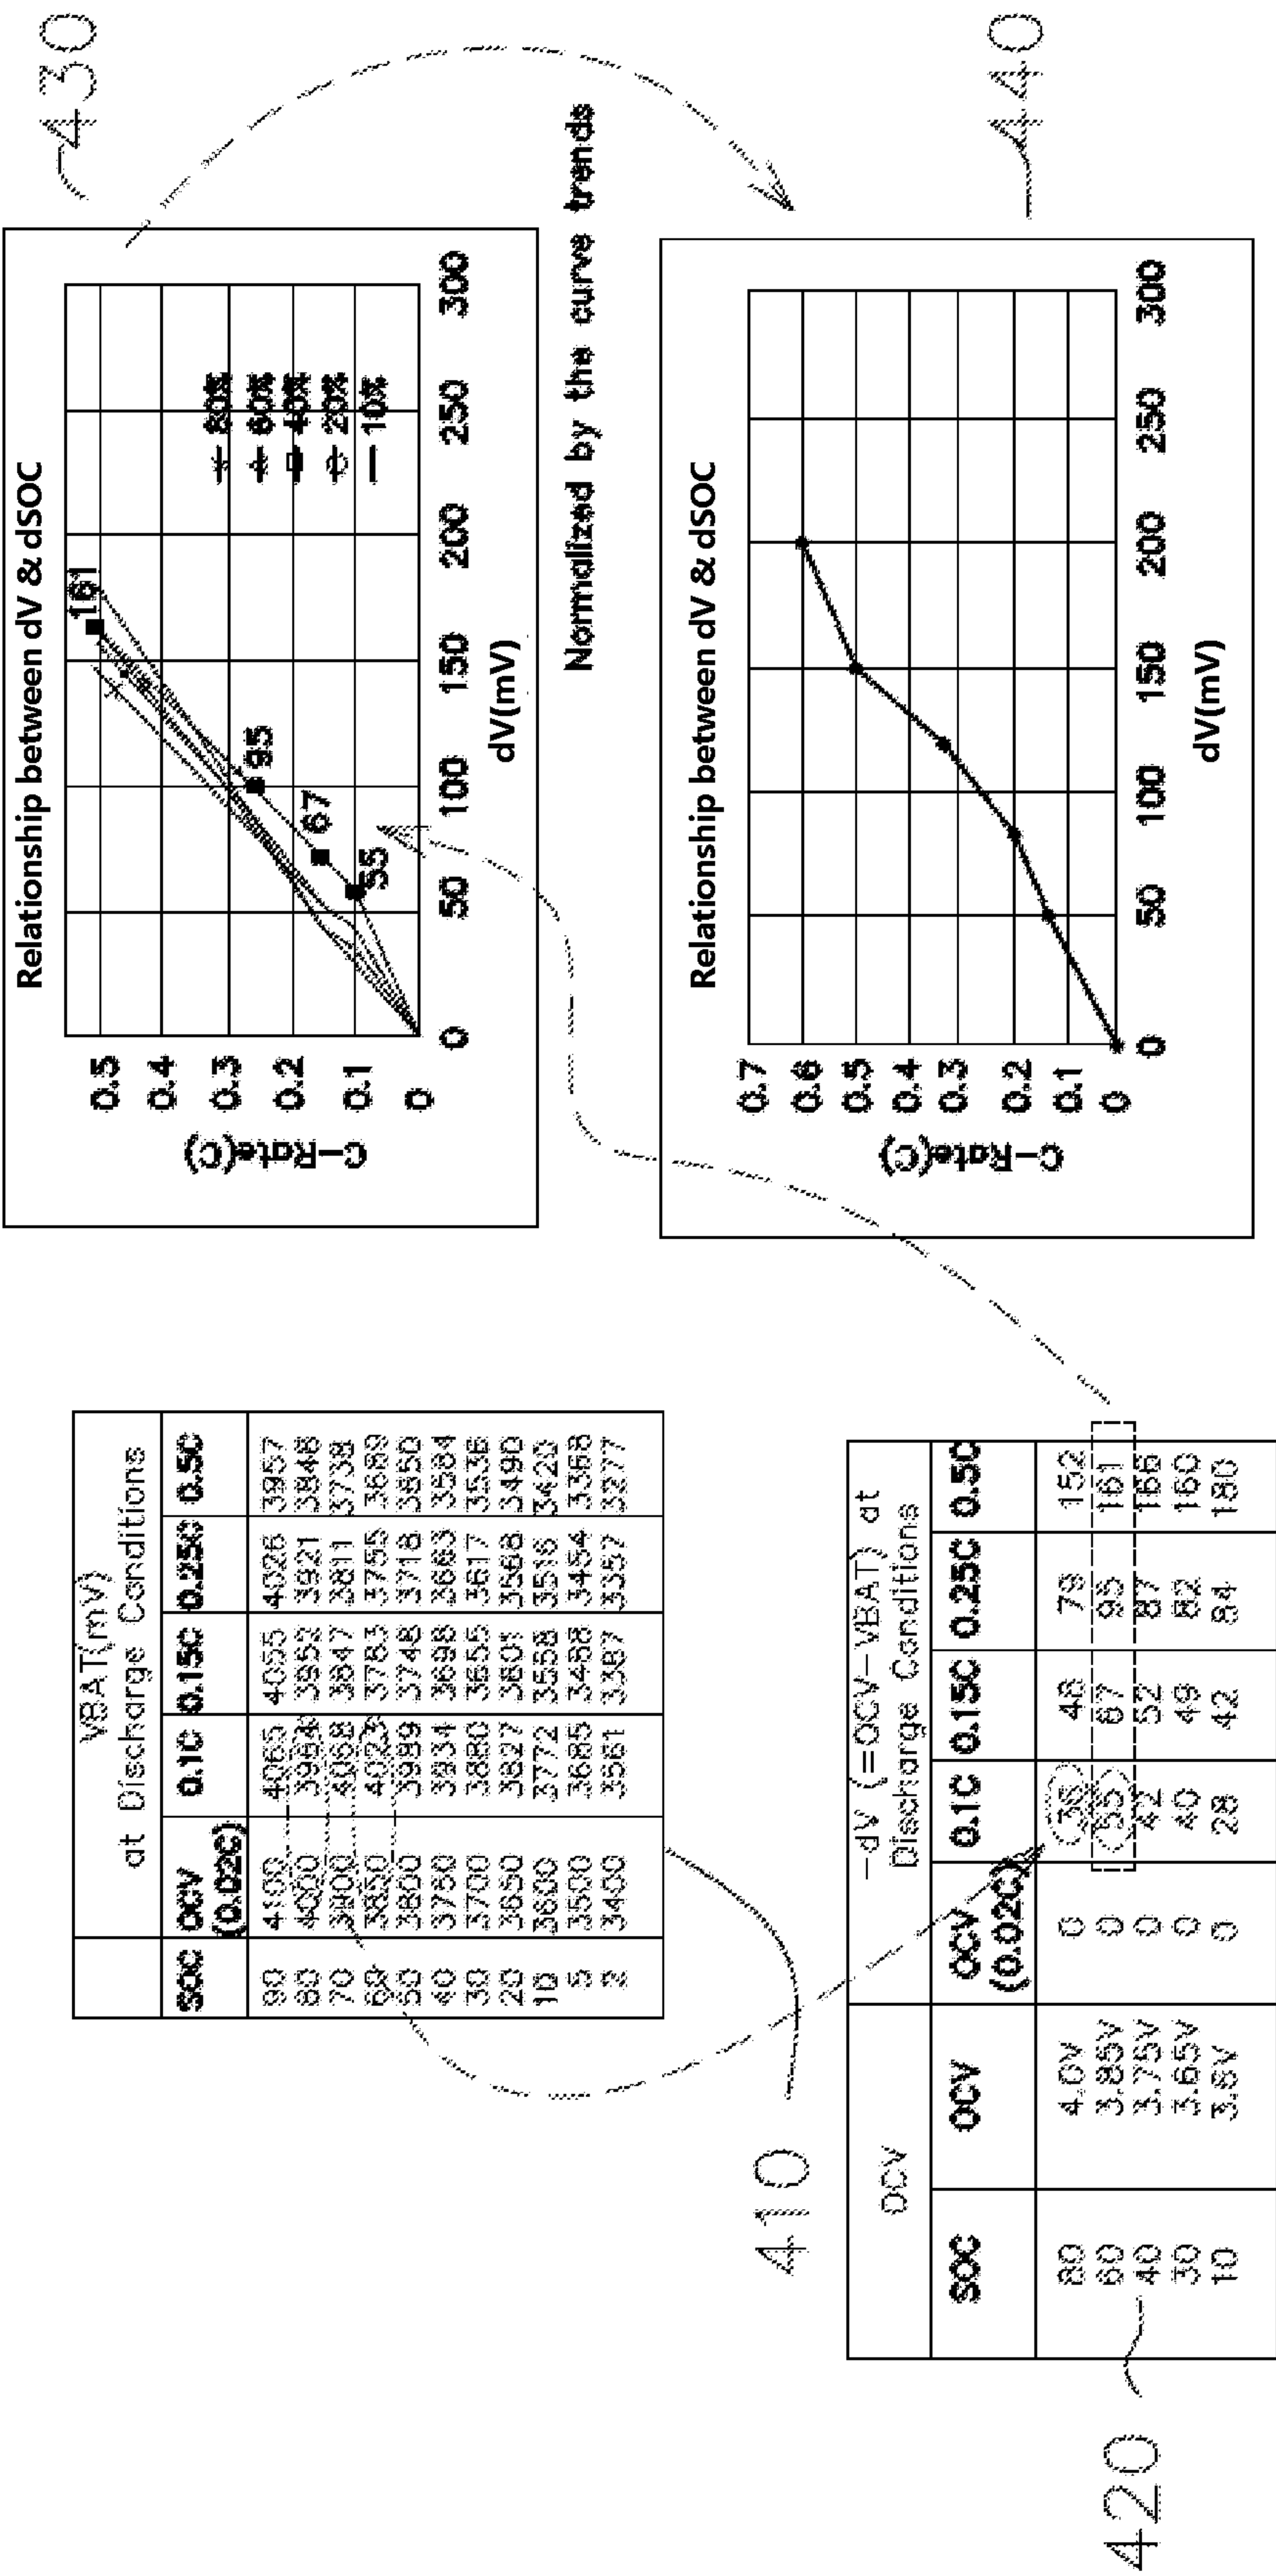 VBAT(mV)
at Discharge Conditions
SOC OCV 0.1C 0.15C 0.25C 0.5C
(0.02C)
90 4100 4065 4055 4026 3957
80 4000 3964 3952 3921 3848
70 3900 4068 3847 3811 3739
60 3850 4023 3783 3755 3689
50 3800 3999 3748 3718 3650
40 3750 3934 3698 3663 3584
30 3700 3880 3655 3617 3536
20 3650 3827 3601 3568 3490
10 3600 3772 3558 3516 3420
5 3500 3685 3458 3454 3368
2 3400 3561 3387 3357 3277
410
OCV
-dV (=OCV-VBAT) at
Discharge Conditions
SOC OCV OCV 0.1C 0.15C 0.25C 0.5C
(0.02C)
80 4.0V 0 36 48 79 152
60 3.85V 0 55 67 95 161
40 3.75V 0 42 52 87 166
30 3.65V 0 40 49 82 160
10 3.6V 0 28 42 84 180
420
Relationship between dV & dSOC
C-Rate(C)
0.5
0.4
0.3
0.2
0.1
0
161
95
67
55
80%
60%
40%
20%
10%
0 50 100 150 200 250 300
dV(mV)
430
Normalized by the curve trends
Relationship between dV & dSOC
C-Rate(C)
0.7
0.6
0.5
0.4
0.3
0.2
0.1
0
0 50 100 150 200 250 300
dV(mV)
440